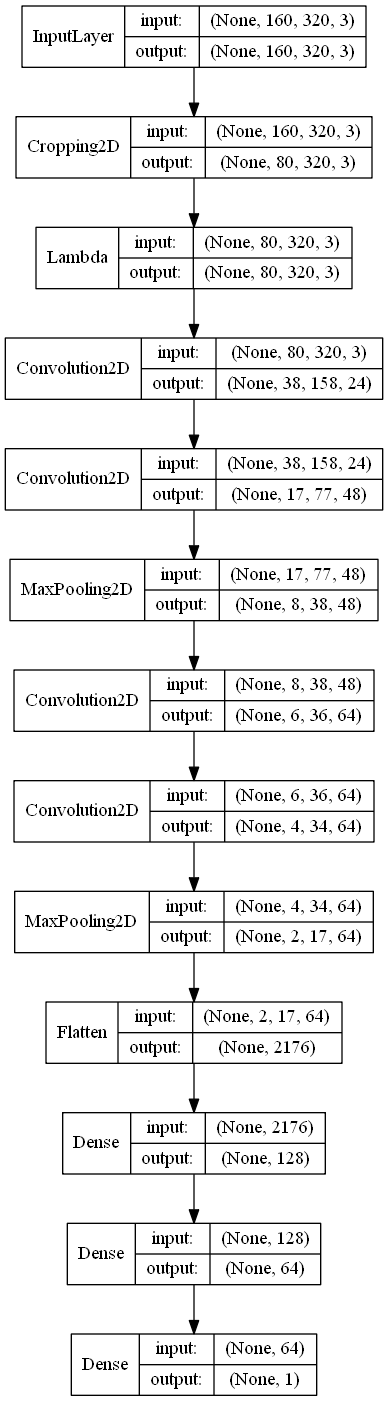 InputLayer
input: (None, 160, 320, 3)
output: (None, 160, 320, 3)
Cropping2D
input: (None, 160, 320, 3)
output: (None, 80, 320, 3)
Lambda
input: (None, 80, 320, 3)
output: (None, 80, 320, 3)
Convolution2D
input: (None, 80, 320, 3)
output: (None, 38, 158, 24)
Convolution2D
input: (None, 38, 158, 24)
output: (None, 17, 77, 48)
MaxPooling2D
input: (None, 17, 77, 48)
output: (None, 8, 38, 48)
Convolution2D
input: (None, 8, 38, 48)
output: (None, 6, 36, 64)
Convolution2D
input: (None, 6, 36, 64)
output: (None, 4, 34, 64)
MaxPooling2D
input: (None, 4, 34, 64)
output: (None, 2, 17, 64)
Flatten
input: (None, 2, 17, 64)
output: (None, 2176)
Dense
input: (None, 2176)
output: (None, 128)
Dense
input: (None, 128)
output: (None, 64)
Dense
input: (None, 64)
output: (None, 1)